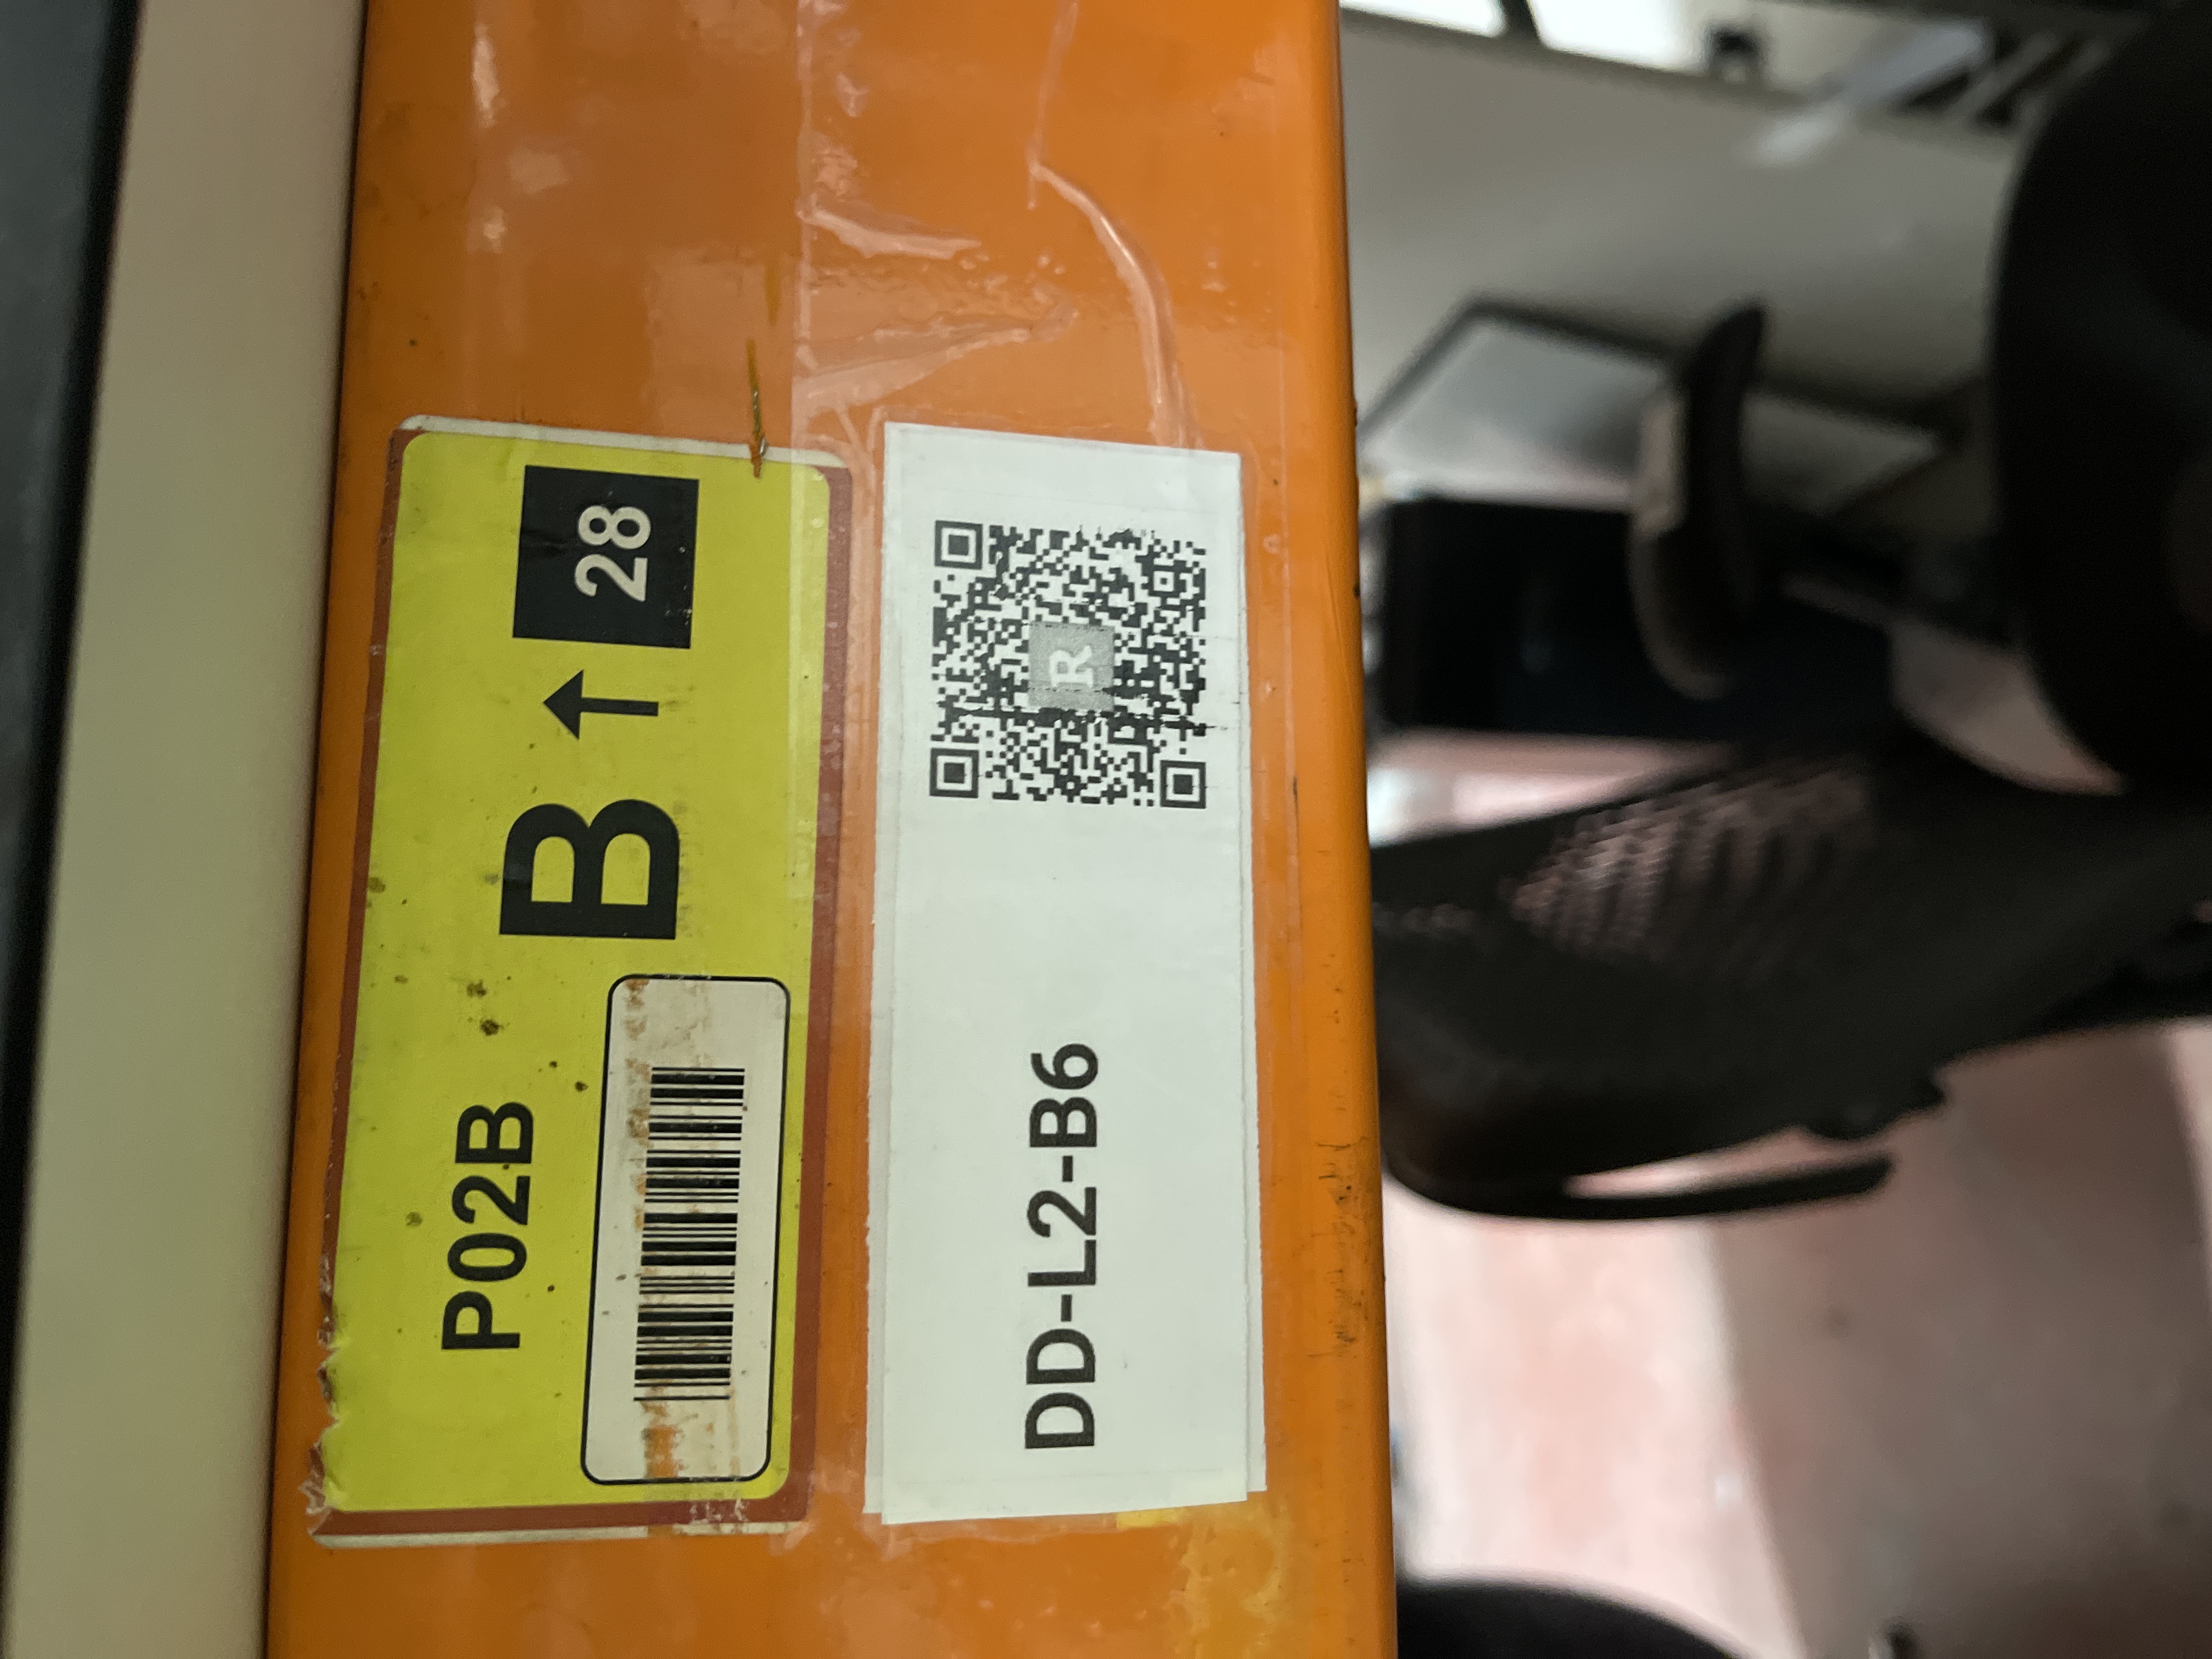 P02B
B ↑ 28
DD-L2-B6
R